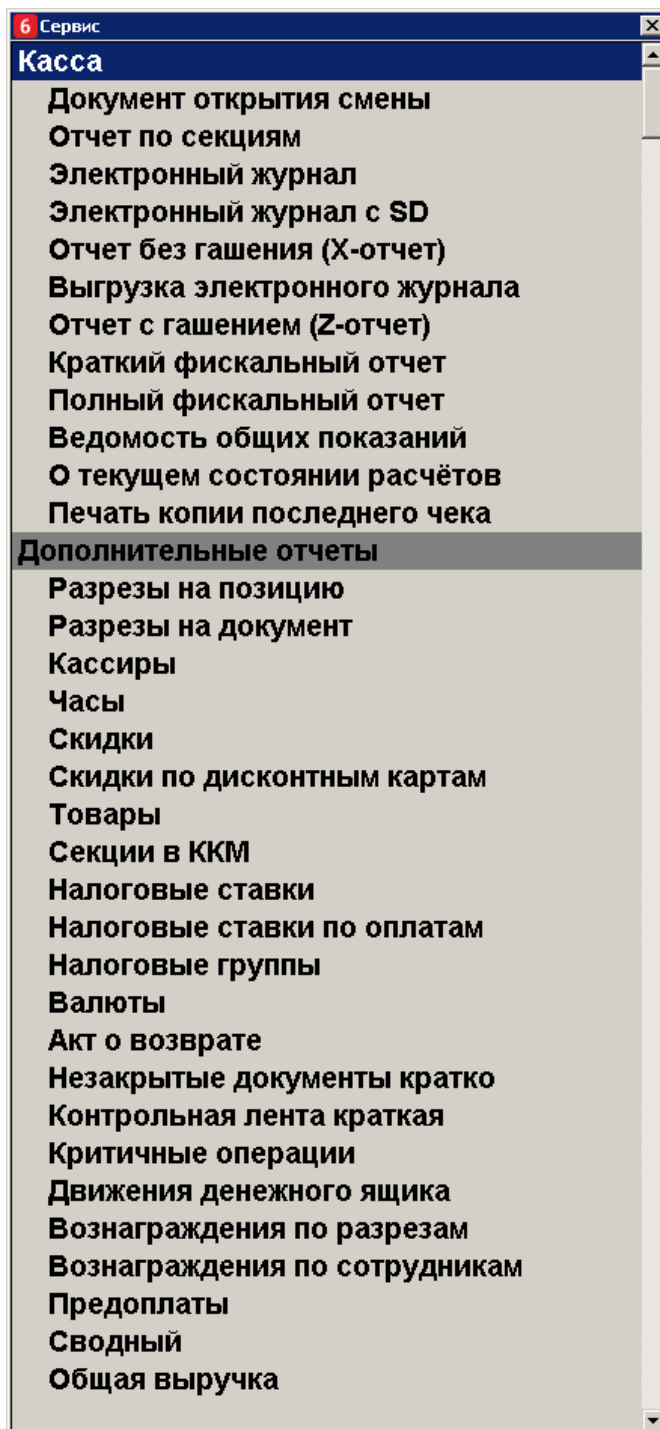 6 Сервис
Касса
Документ открытия смены
Отчет по секциям
Электронный журнал
Электронный журнал с SD
Отчет без гашения (X-отчет)
Выгрузка электронного журнала
Отчет с гашением (Z-отчет)
Краткий фискальный отчет
Полный фискальный отчет
Ведомость общих показаний
О текущем состоянии расчётов
Печать копии последнего чека
Дополнительные отчеты
Разрезы на позицию
Разрезы на документ
Кассиры
Часы
Скидки
Скидки по дисконтным картам
Товары
Секции в ККМ
Налоговые ставки
Налоговые ставки по оплатам
Налоговые группы
Валюты
Акт о возврате
Незакрытые документы кратко
Контрольная лента краткая
Критичные операции
Движения денежного ящика
Вознаграждения по разрезам
Вознаграждения по сотрудникам
Предоплаты
Сводный
Общая выручка